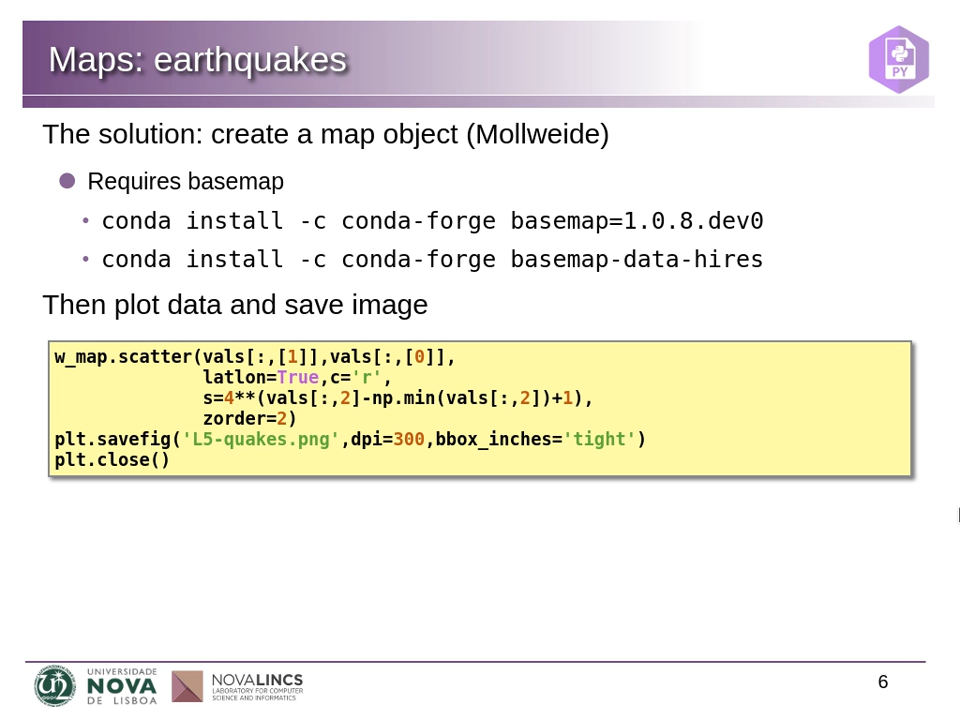 Maps: earthquakes
PY
The solution: create a map object (Mollweide)
Requires basemap
conda install -c conda-forge basemap=1.0.8.dev0
conda install -c conda-forge basemap-data-hires
Then plot data and save image
w_map.scatter(vals[:,[1]],vals[:,[0]],
latlon=True,c='r',
s=4**(vals[:,2]-np.min(vals[:,2])+1),
zorder=2)
plt.savefig('L5-quakes.png',dpi=300,bbox_inches='tight')
plt.close()
UNIVERSIDADE
NOVA
DE LISBOA
NOVALINCS
LABORATORY FOR COMPUTER
SCIENCE AND INFORMATICS
6